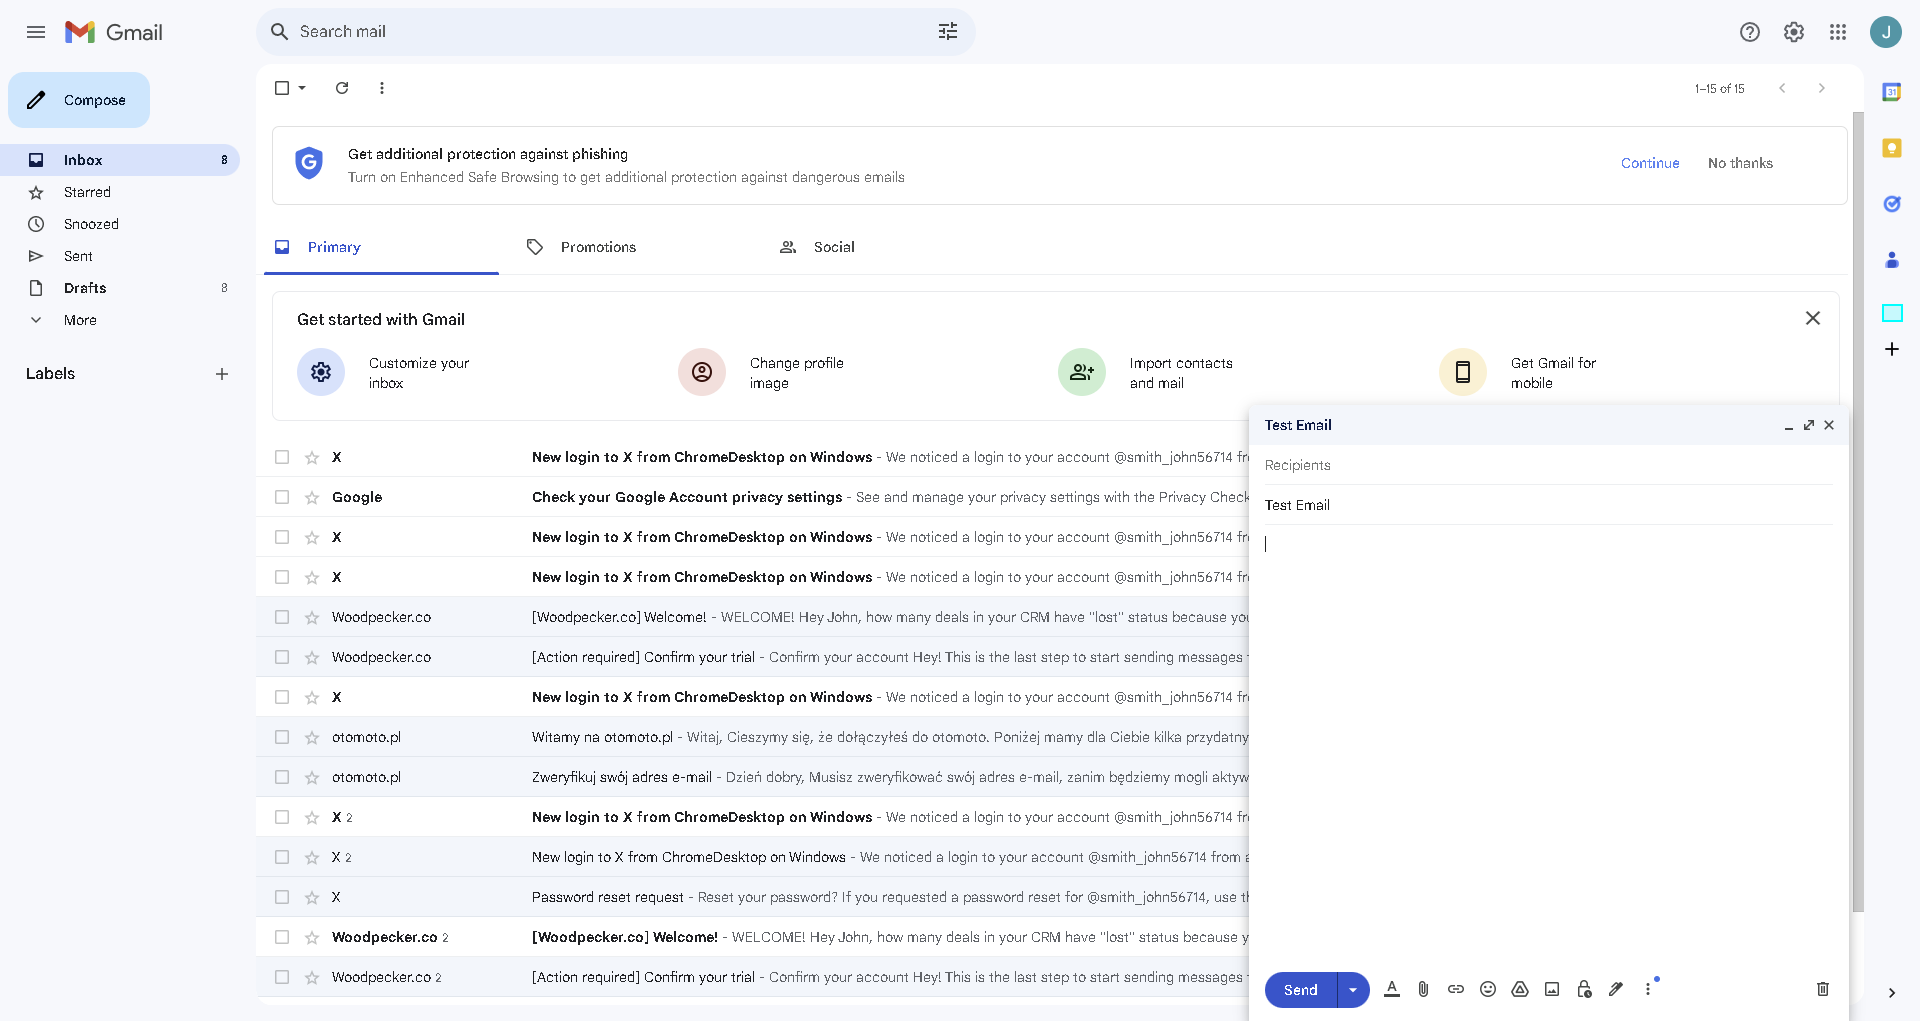 Gmail
Search mail
J
Compose
1–15 of 15
31
Get additional protection against phishing
Turn on Enhanced Safe Browsing to get additional protection against dangerous emails
Continue
No thanks
Inbox 8
Starred
Snoozed
Sent
Drafts 8
More
Labels
Primary
Promotions
Social
Get started with Gmail
Customize your
inbox
Change profile
image
Import contacts
and mail
Get Gmail for
mobile
X New login to X from ChromeDesktop on Windows - We noticed a login to your account @smith_john56714
Google Check your Google Account privacy settings - See and manage your privacy settings with the Privacy Check
X New login to X from ChromeDesktop on Windows - We noticed a login to your account @smith_john56714
X New login to X from ChromeDesktop on Windows - We noticed a login to your account @smith_john56714
Woodpecker.co [Woodpecker.co] Welcome! - WELCOME! Hey John, how many deals in your CRM have "lost" status because
Woodpecker.co [Action required] Confirm your trial - Confirm your account Hey! This is the last step to start sending messages
X New login to X from ChromeDesktop on Windows - We noticed a login to your account @smith_john56714
otomoto.pl Witamy na otomoto.pl - Witaj, Cieszymy się, że dołączyłeś do otomoto. Poniżej mamy dla Ciebie kilka przydatny
otomoto.pl Zweryfikuj swój adres e-mail - Dzień dobry, Musisz zweryfikować swój adres e-mail, zanim będziemy mogli aktyw
X 2 New login to X from ChromeDesktop on Windows - We noticed a login to your account @smith_john56714
X 2 New login to X from ChromeDesktop on Windows - We noticed a login to your account @smith_john56714 from
X Password reset request - Reset your password? If you requested a password reset for @smith_john56714, use
Woodpecker.co 2 [Woodpecker.co] Welcome! - WELCOME! Hey John, how many deals in your CRM have "lost" status because
Woodpecker.co 2 [Action required] Confirm your trial - Confirm your account Hey! This is the last step to start sending messages
Test Email
Recipients
Test Email
Send